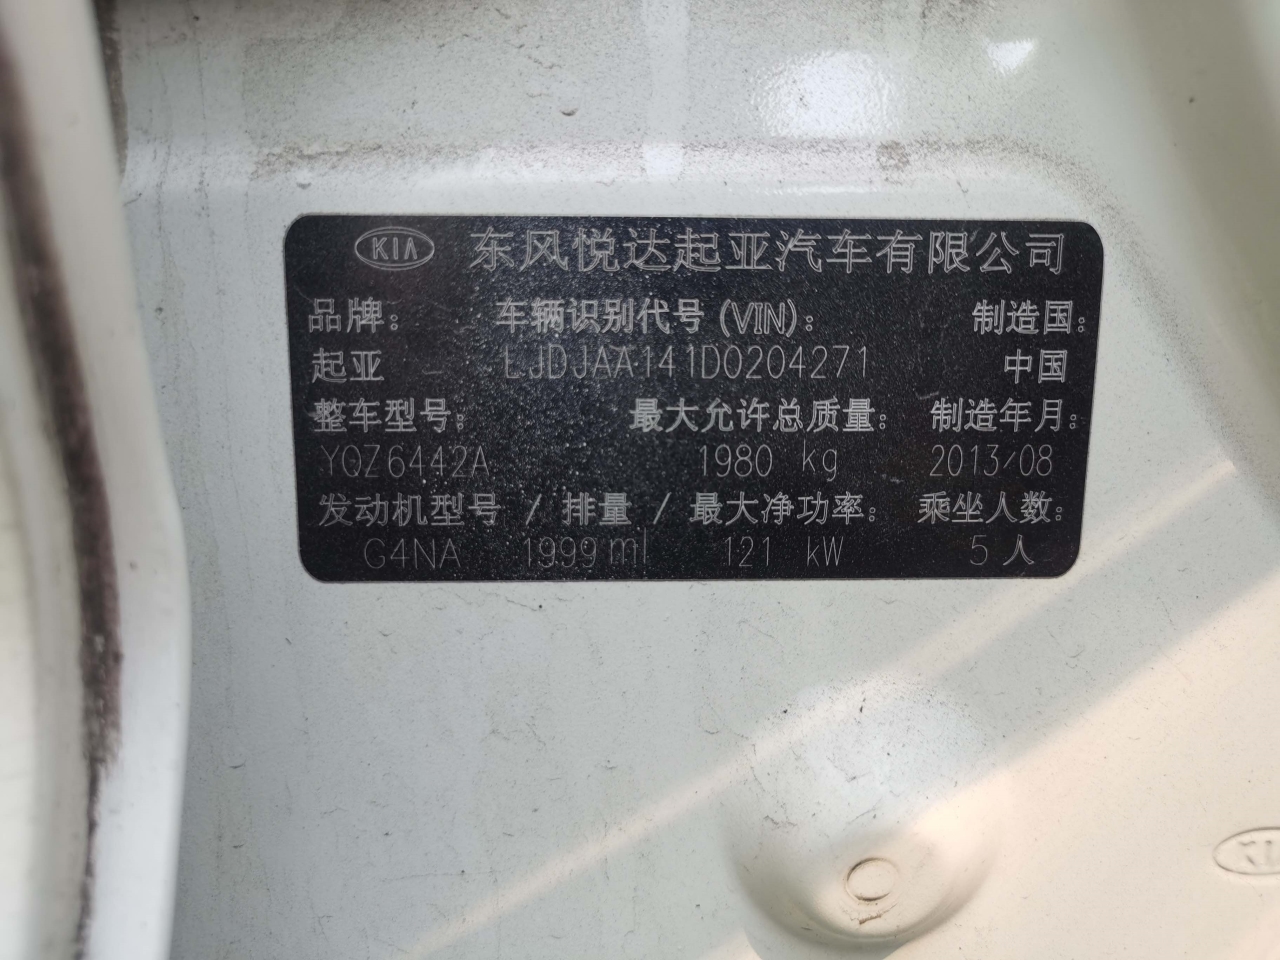 KIA 东风悦达起亚汽车有限公司
品牌: 车辆识别代号 (VIN): 制造国:
起亚 LJDJAA141D0204271 中国
整车型号: 最大允许总质量: 制造年月:
YQZ6442A 1980 kg 2013/08
发动机型号 / 排量 / 最大净功率: 乘坐人数:
G4NA 1999 ml 121 kW 5 人